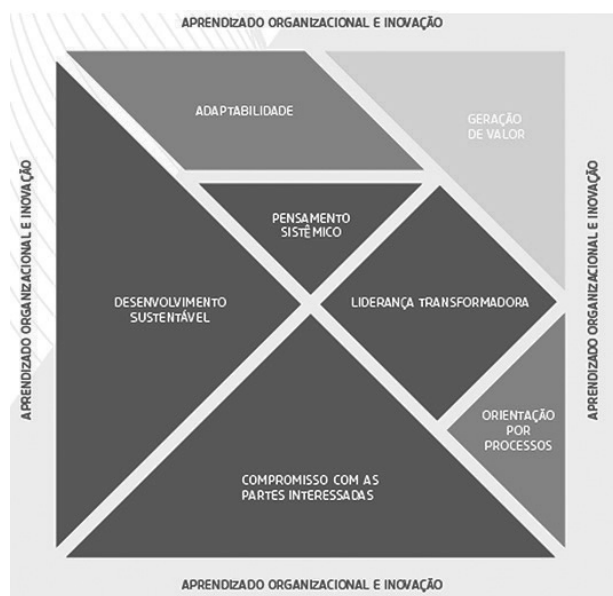 APRENDIZADO ORGANIZACIONAL E INOVAÇÃO
ADAPTABILIDADE
GERAÇÃO
DE VALOR
PENSAMENTO
SISTÊMICO
DESENVOLVIMENTO
SUSTENTÁVEL
LIDERANÇA TRANSFORMADORA
ORIENTAÇÃO
POR
PROCESSOS
COMPROMISSO COM AS
PARTES INTERESSADAS
APRENDIZADO ORGANIZACIONAL E INOVAÇÃO
APRENDIZADO ORGANIZACIONAL E INOVAÇÃO
APRENDIZADO ORGANIZACIONAL E INOVAÇÃO